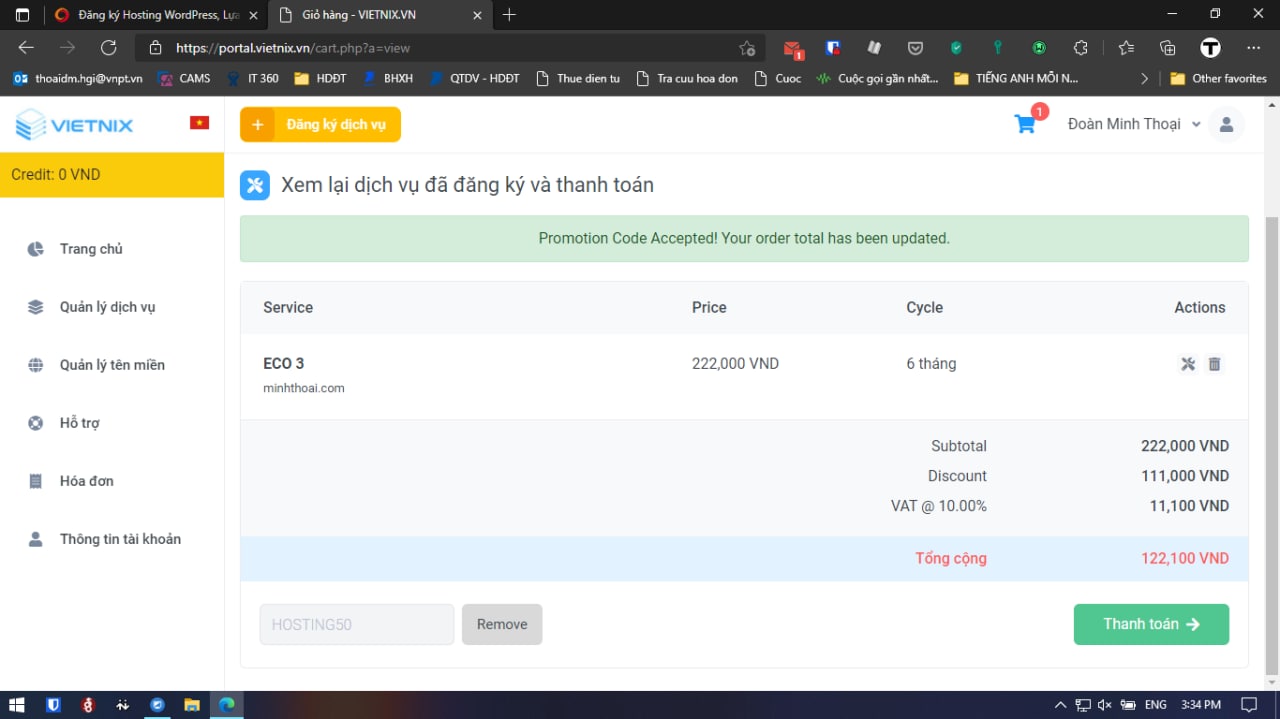 Đăng ký Hosting WordPress, Lựa
Giỏ hàng - VIETNIX.VN
https://portal.vietnix.vn/cart.php?a=view
1
thoaidm.hgi@vnpt.vn
CAMS
IT 360
HDĐT
BHXH
QTDV - HDĐT
Thue dien tu
Tra cuu hoa don
Cuoc
Cuộc gọi gần nhất...
TIẾNG ANH MỖI N...
Other favorites
VIETNIX
+ Đăng ký dịch vụ
1
Đoàn Minh Thoại
Credit: 0 VND
Trang chủ
Quản lý dịch vụ
Quản lý tên miền
Hỗ trợ
Hóa đơn
Thông tin tài khoản
Xem lại dịch vụ đã đăng ký và thanh toán
Promotion Code Accepted! Your order total has been updated.
Service Price Cycle Actions
ECO 3 222,000 VND 6 tháng
minhthoai.com
Subtotal 222,000 VND
Discount 111,000 VND
VAT @ 10.00% 11,100 VND
Tổng cộng 122,100 VND
HOSTING50 Remove
Thanh toán
ENG 3:34 PM